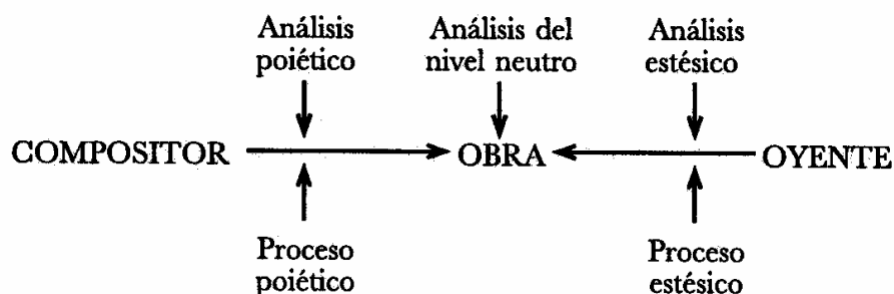 Análisis
poiético
Análisis del
nivel neutro
Análisis
estésico
COMPOSITOR
OBRA
OYENTE
Proceso
poiético
Proceso
estésico